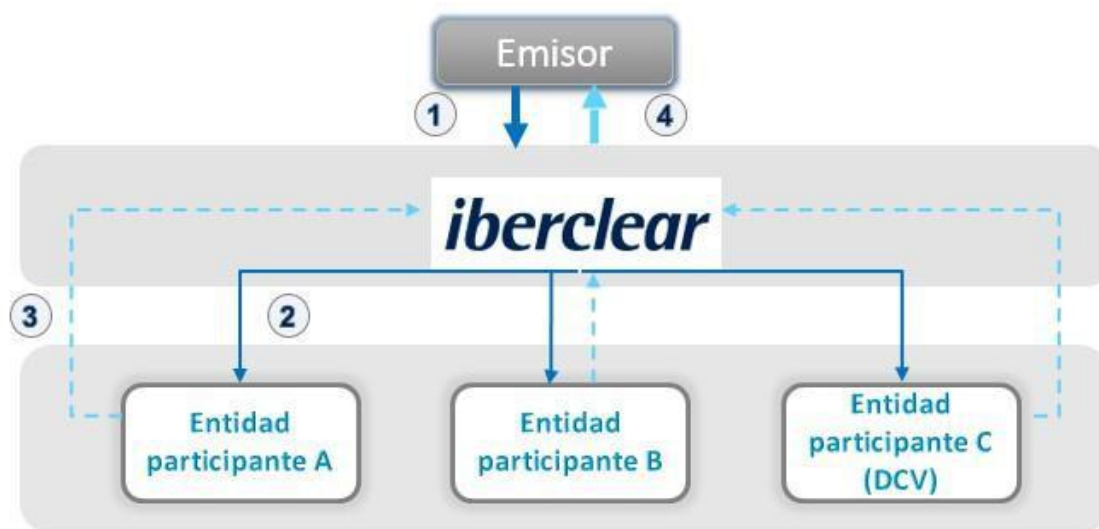 Emisor
1
4
iberclear
3
2
Entidad
participante A
Entidad
participante B
Entidad
participante C
(DCV)